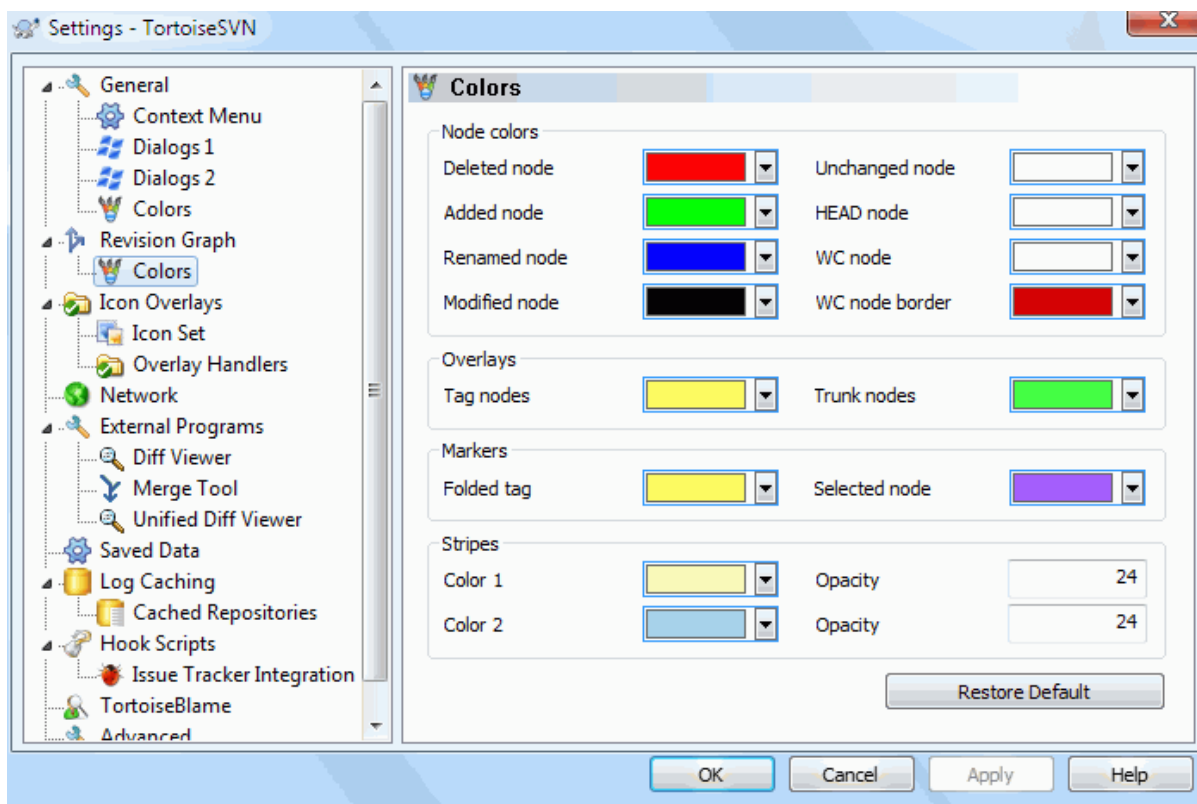 Settings - TortoiseSVN
General
Context Menu
Dialogs 1
Dialogs 2
Colors
Revision Graph
Colors
Icon Overlays
Icon Set
Overlay Handlers
Network
External Programs
Diff Viewer
Merge Tool
Unified Diff Viewer
Saved Data
Log Caching
Cached Repositories
Hook Scripts
Issue Tracker Integration
TortoiseBlame
Advanced
Colors
Node colors
Deleted node
Unchanged node
Added node
HEAD node
Renamed node
WC node
Modified node
WC node border
Overlays
Tag nodes
Trunk nodes
Markers
Folded tag
Selected node
Stripes
Color 1
Opacity
24
Color 2
Opacity
24
Restore Default
OK
Cancel
Apply
Help